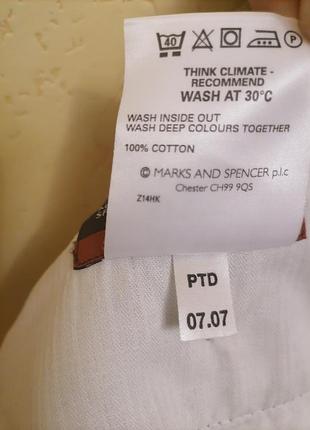 40 P
THINK CLIMATE -
RECOMMEND
WASH AT 30°C
WASH INSIDE OUT
WASH DEEP COLOURS TOGETHER
100% COTTON
© MARKS AND SPENCER p.l.c
Chester CH99 9QS
Z14HK
PTD
07.07